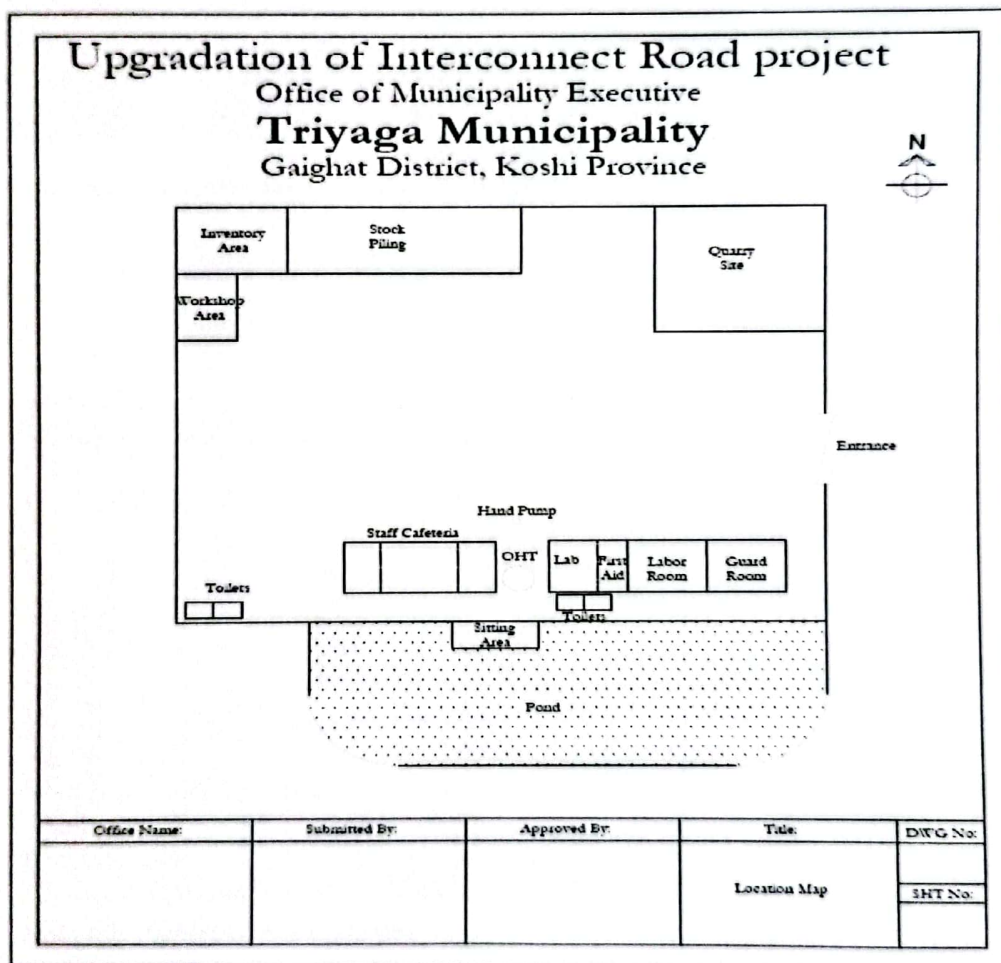 Upgradation of Interconnect Road project
Office of Municipality Executive
Triyaga Municipality
Gaighat District, Koshi Province
N
Inventory
Area
Stock
Piling
Quarry
Site
Workshop
Area
Entrance
Hand Pump
Staff Cafeteria
OHT
Lab
First
Aid
Labor
Room
Guard
Room
Toilets
Toilets
Sitting
Area
Pond
Office Name:
Submitted By:
Approved By:
Title:
DWG No:
Location Map
SHT No: